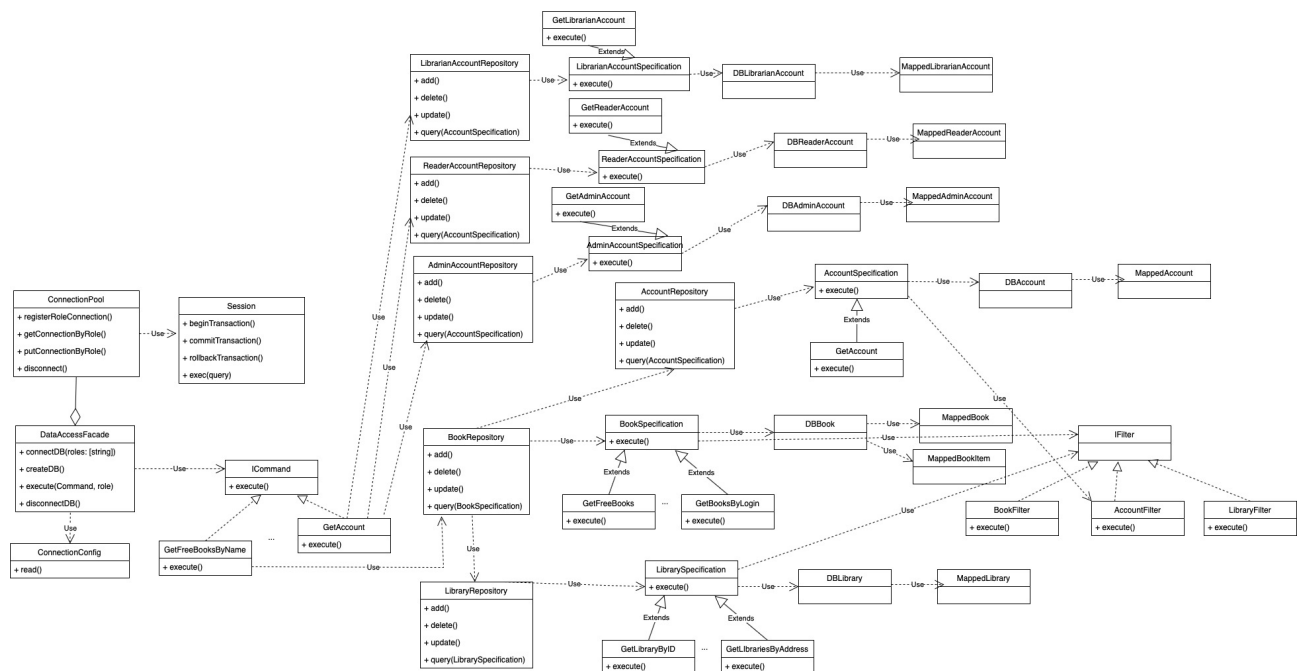 GetLibrarianAccount
+ execute()
Extends
LibrarianAccountRepository
+ add()
+ delete()
+ update()
+ query(AccountSpecification)
Use
LibrarianAccountSpecification
+ execute()
Use
DBLibrarianAccount
Use
MappedLibrarianAccount
Use
GetReaderAccount
+ execute()
Extends
ReaderAccountRepository
+ add()
+ delete()
+ update()
+ query(AccountSpecification)
Use
ReaderAccountSpecification
+ execute()
Use
DBReaderAccount
Use
MappedReaderAccount
Use
GetAdminAccount
+ execute()
Extends
AdminAccountRepository
+ add()
+ delete()
+ update()
+ query(AccountSpecification)
Use
AdminAccountSpecification
+ execute()
Use
DBAdminAccount
Use
MappedAdminAccount
Use
AccountRepository
+ add()
+ delete()
+ update()
+ query(AccountSpecification)
Use
AccountSpecification
+ execute()
Use
DBAccount
Use
MappedAccount
Extends
GetAccount
+ execute()
Use
ConnectionPool
+ registerRoleConnection()
+ getConnectionByRole()
+ putConnectionByRole()
+ disconnect()
Use
Session
+ beginTransaction()
+ commitTransaction()
+ rollbackTransaction()
+ exec(query)
DataAccessFacade
+ connectDB(roles: [string])
+ createDB()
+ execute(Command, role)
+ disconnectDB()
Use
ICommand
+ execute()
Use
ConnectionConfig
+ read()
GetFreeBooksByName
+ execute()
...
GetAccount
+ execute()
Use
Use
BookRepository
+ add()
+ delete()
+ update()
+ query(BookSpecification)
Use
BookSpecification
+ execute()
Use
DBBook
Use
MappedBook
Use
MappedBookItem
Use
IFilter
Extends
Extends
GetFreeBooks
+ execute()
...
GetBooksByLogin
+ execute()
Use
BookFilter
+ execute()
AccountFilter
+ execute()
LibraryFilter
+ execute()
Use
LibraryRepository
+ add()
+ delete()
+ update()
+ query(LibrarySpecification)
Use
LibrarySpecification
+ execute()
Use
DBLibrary
Use
MappedLibrary
Extends
Extends
GetLibraryByID
+ execute()
...
GetLIbrariesByAddress
+ execute()